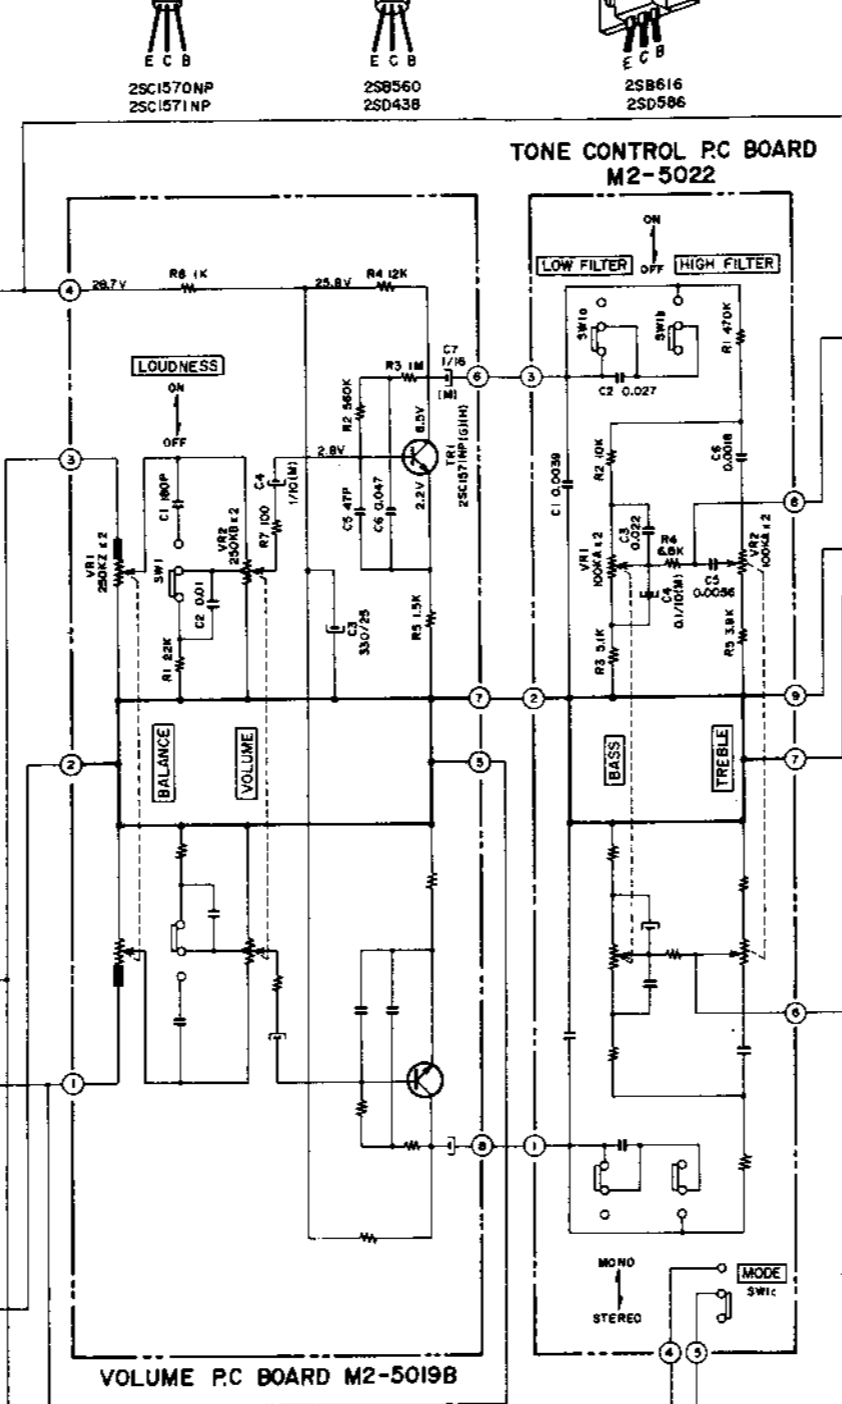 E C B
2SC1570NP
2SC1571NP
E C B
2SB560
2SD438
E C B
2SB616
2SD586
TONE CONTROL P.C BOARD
M2-5022
4
28.7V
R6 1K
25.8V
R4 12K
LOUDNESS
ON
OFF
3
VR1
250KZ x2
C1 180P
SW1
C2 0.01
R1 22K
VR2
250KB x2
C4
1/10(M)
R7 100
2.8V
R2 560K
R3 1M
C7
1/16
(M)
6
6.5V
TR1
2SC1571NP(G)(H)
2.2V
C5 47P
C6 0.047
C3
330/25
R5 1.5K
7
2
BALANCE
VOLUME
5
1
8
VOLUME P.C BOARD M2-5019B
ON
OFF
LOW FILTER
HIGH FILTER
SW1a
SW1b
R1 470K
3
C2 0.027
C1 0.0039
R2 10K
C6
0.0018
8
VR1
100KA x2
C3
0.022
R4
6.8K
C4
0.1/10(M)
C5
0.0056
VR2
100KA x2
R3 5.1K
R5 3.9K
2
9
BASS
TREBLE
7
6
1
MONO
STEREO
MODE
SW1c
4
5